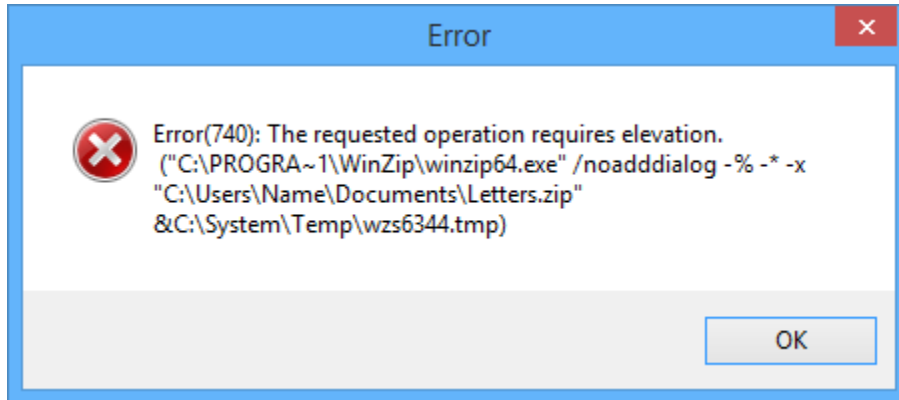 Error
Error(740): The requested operation requires elevation.
("C:\PROGRA~1\WinZip\winzip64.exe" /noadddialog -% -* -x
"C:\Users\Name\Documents\Letters.zip"
&C:\System\Temp\wzs6344.tmp)
OK